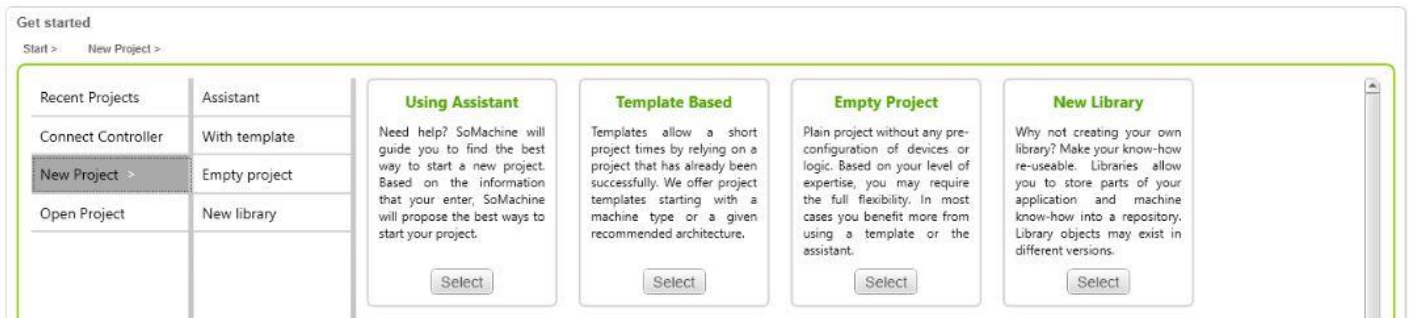 Get started
Start > New Project >
Recent Projects
Connect Controller
New Project >
Open Project
Assistant
With template
Empty project
New library
Using Assistant
Need help? SoMachine will
guide you to find the best
way to start a new project.
Based on the information
that your enter, SoMachine
will propose the best ways to
start your project.
Select
Template Based
Templates allow a short
project times by relying on a
project that has already been
successfully. We offer project
templates starting with a
machine type or a given
recommended architecture.
Select
Empty Project
Plain project without any pre-
configuration of devices or
logic. Based on your level of
expertise, you may require
the full flexibility. In most
cases you benefit more from
using a template or the
assistant.
Select
New Library
Why not creating your own
library? Make your know-how
re-useable. Libraries allow
you to store parts of your
application and machine
know-how into a repository.
Library objects may exist in
different versions.
Select